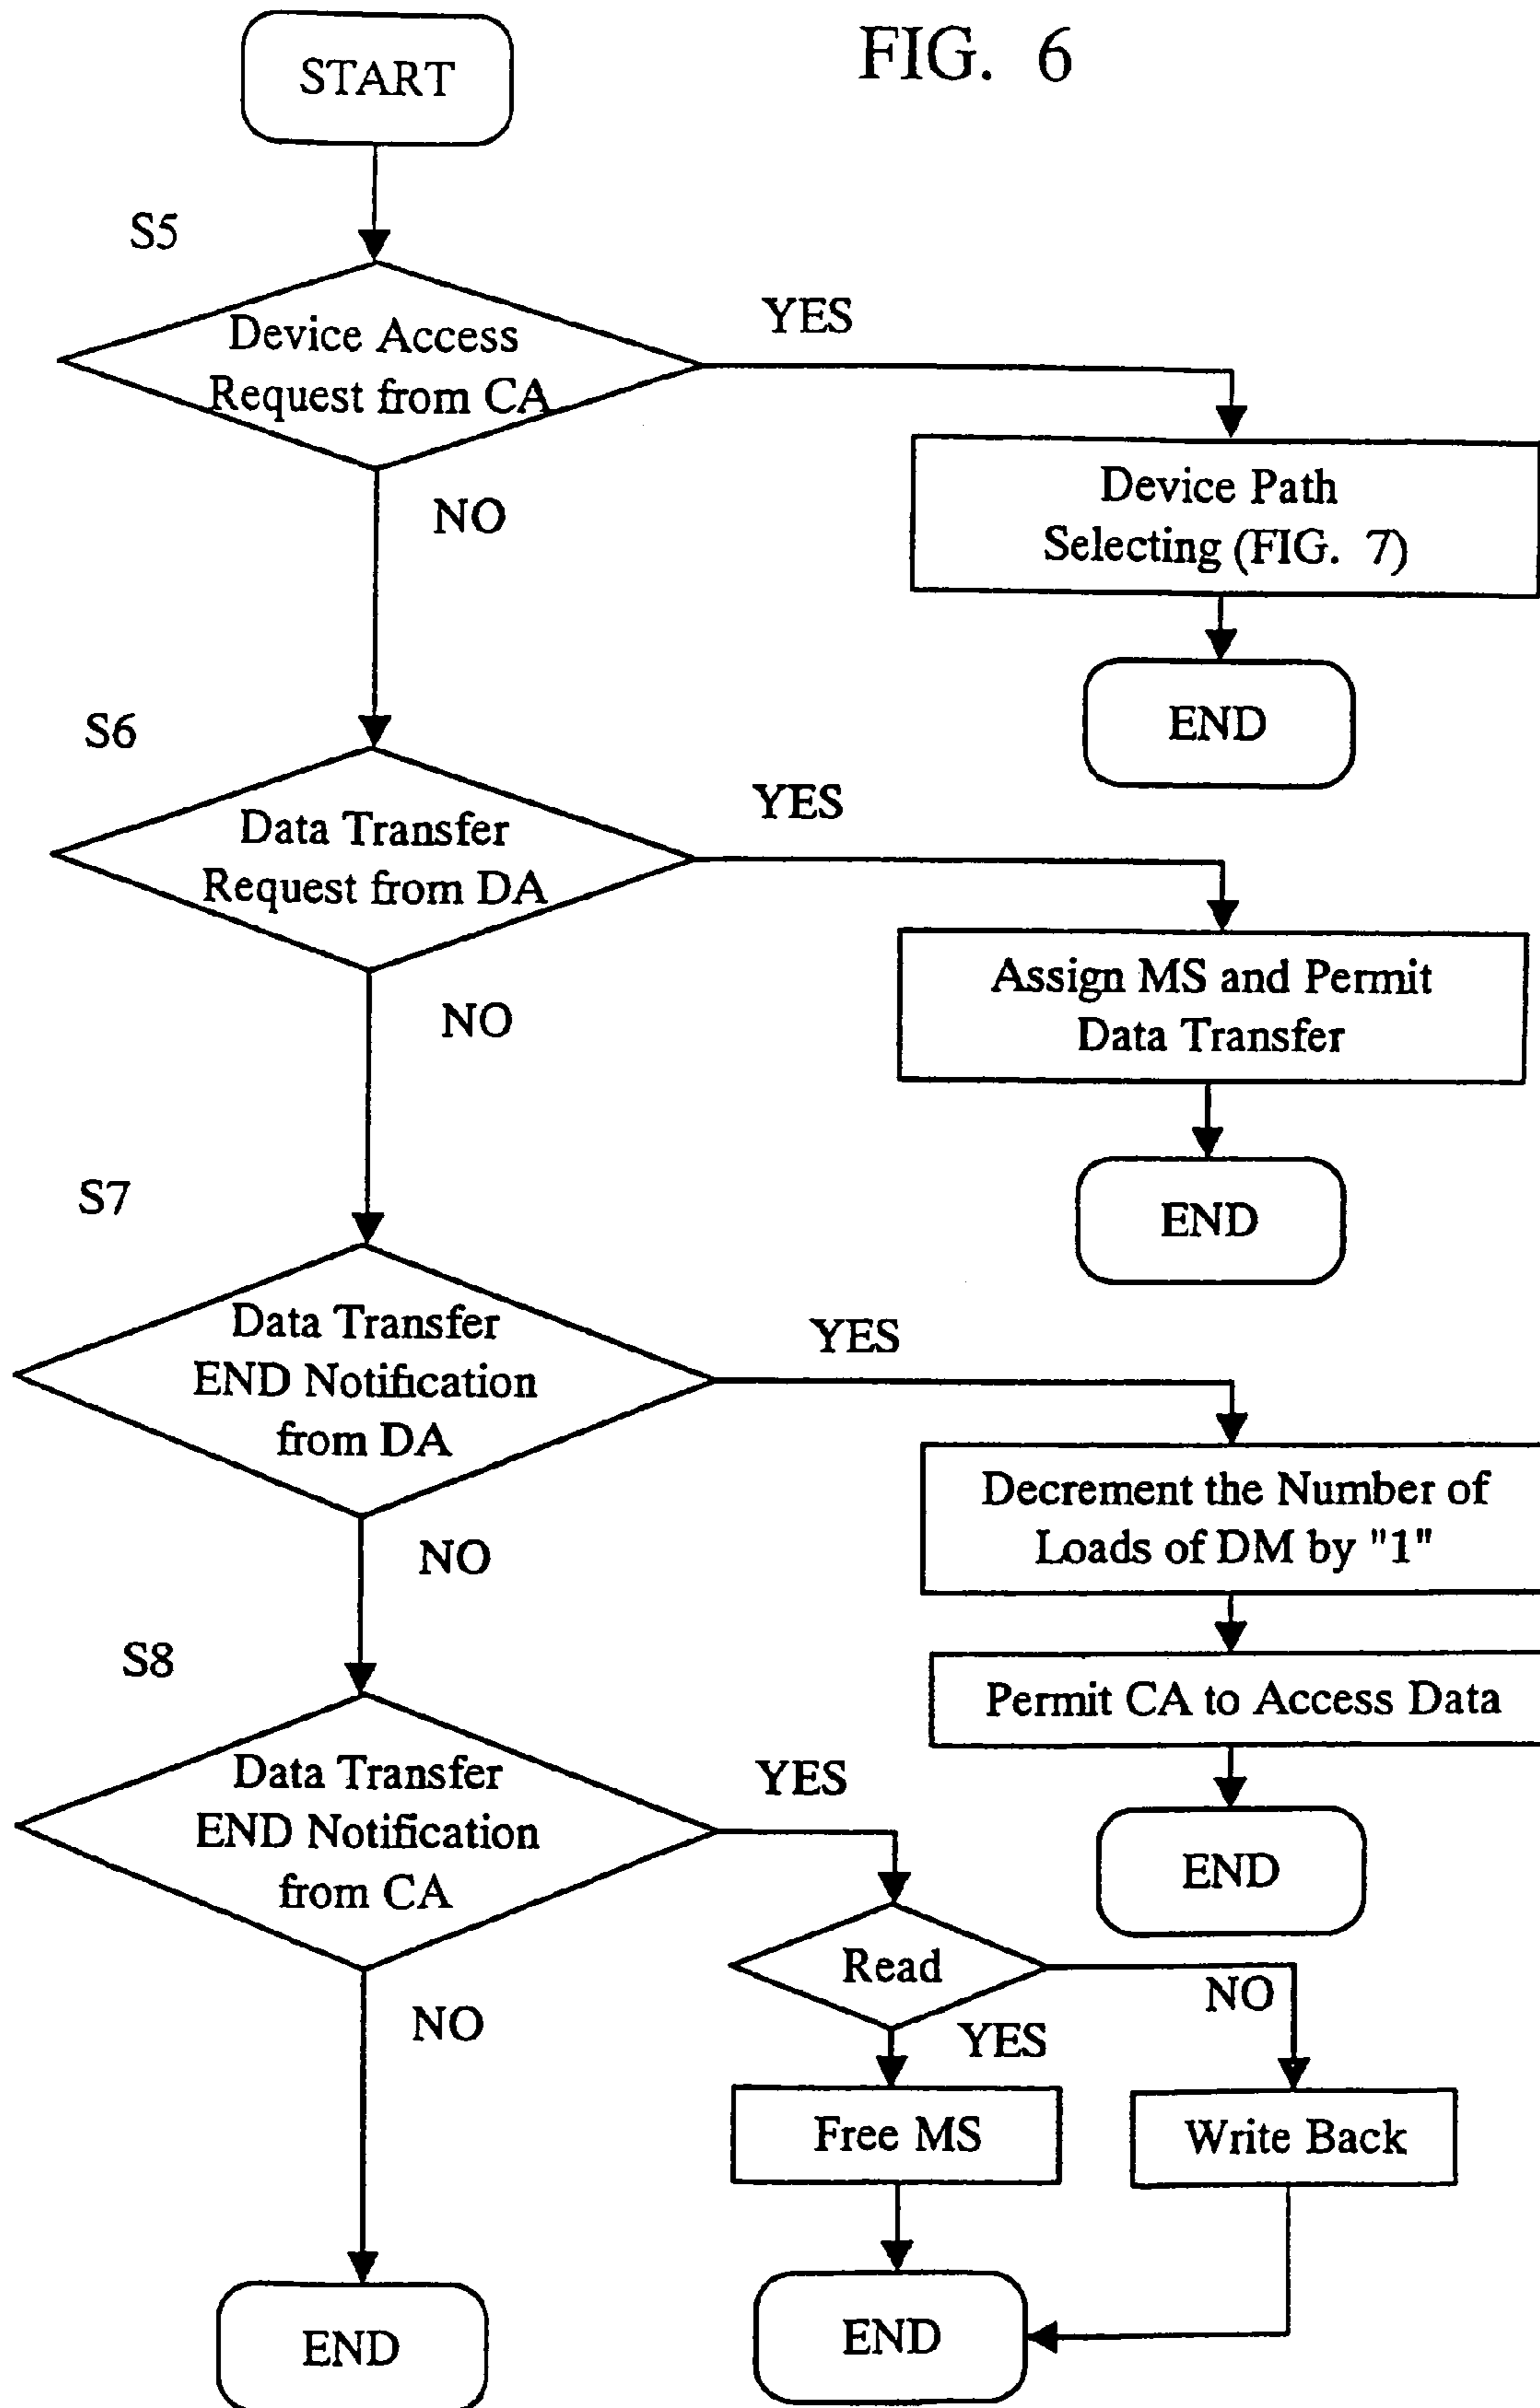 FIG. 6
START
S5
Device Access
Request from CA
YES
NO
Device Path
Selecting (FIG. 7)
END
S6
Data Transfer
Request from DA
YES
NO
Assign MS and Permit
Data Transfer
END
S7
Data Transfer
END Notification
from DA
YES
NO
Decrement the Number of
Loads of DM by "1"
Permit CA to Access Data
END
S8
Data Transfer
END Notification
from CA
YES
NO
Read
NO
YES
Free MS
Write Back
END
END